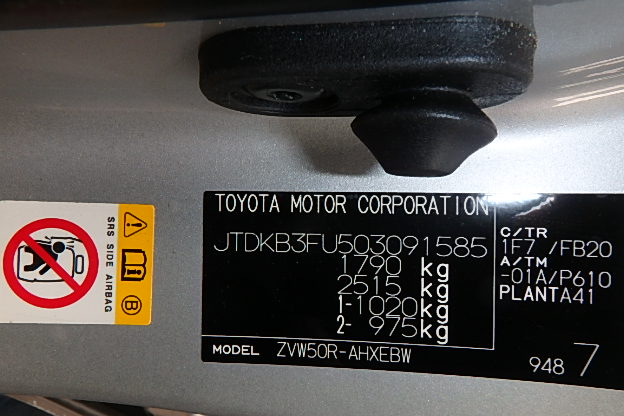 TOYOTA MOTOR CORPORATION
JTDKB3FU503091585
1790 kg
2515 kg
1-1020 kg
2- 975 kg
MODEL ZVW50R-AHXEBW
C/TR
1F7 /FB20
A/TM
-01A/P610
PLANTA41
948 7
SRS SIDE AIRBAG
B